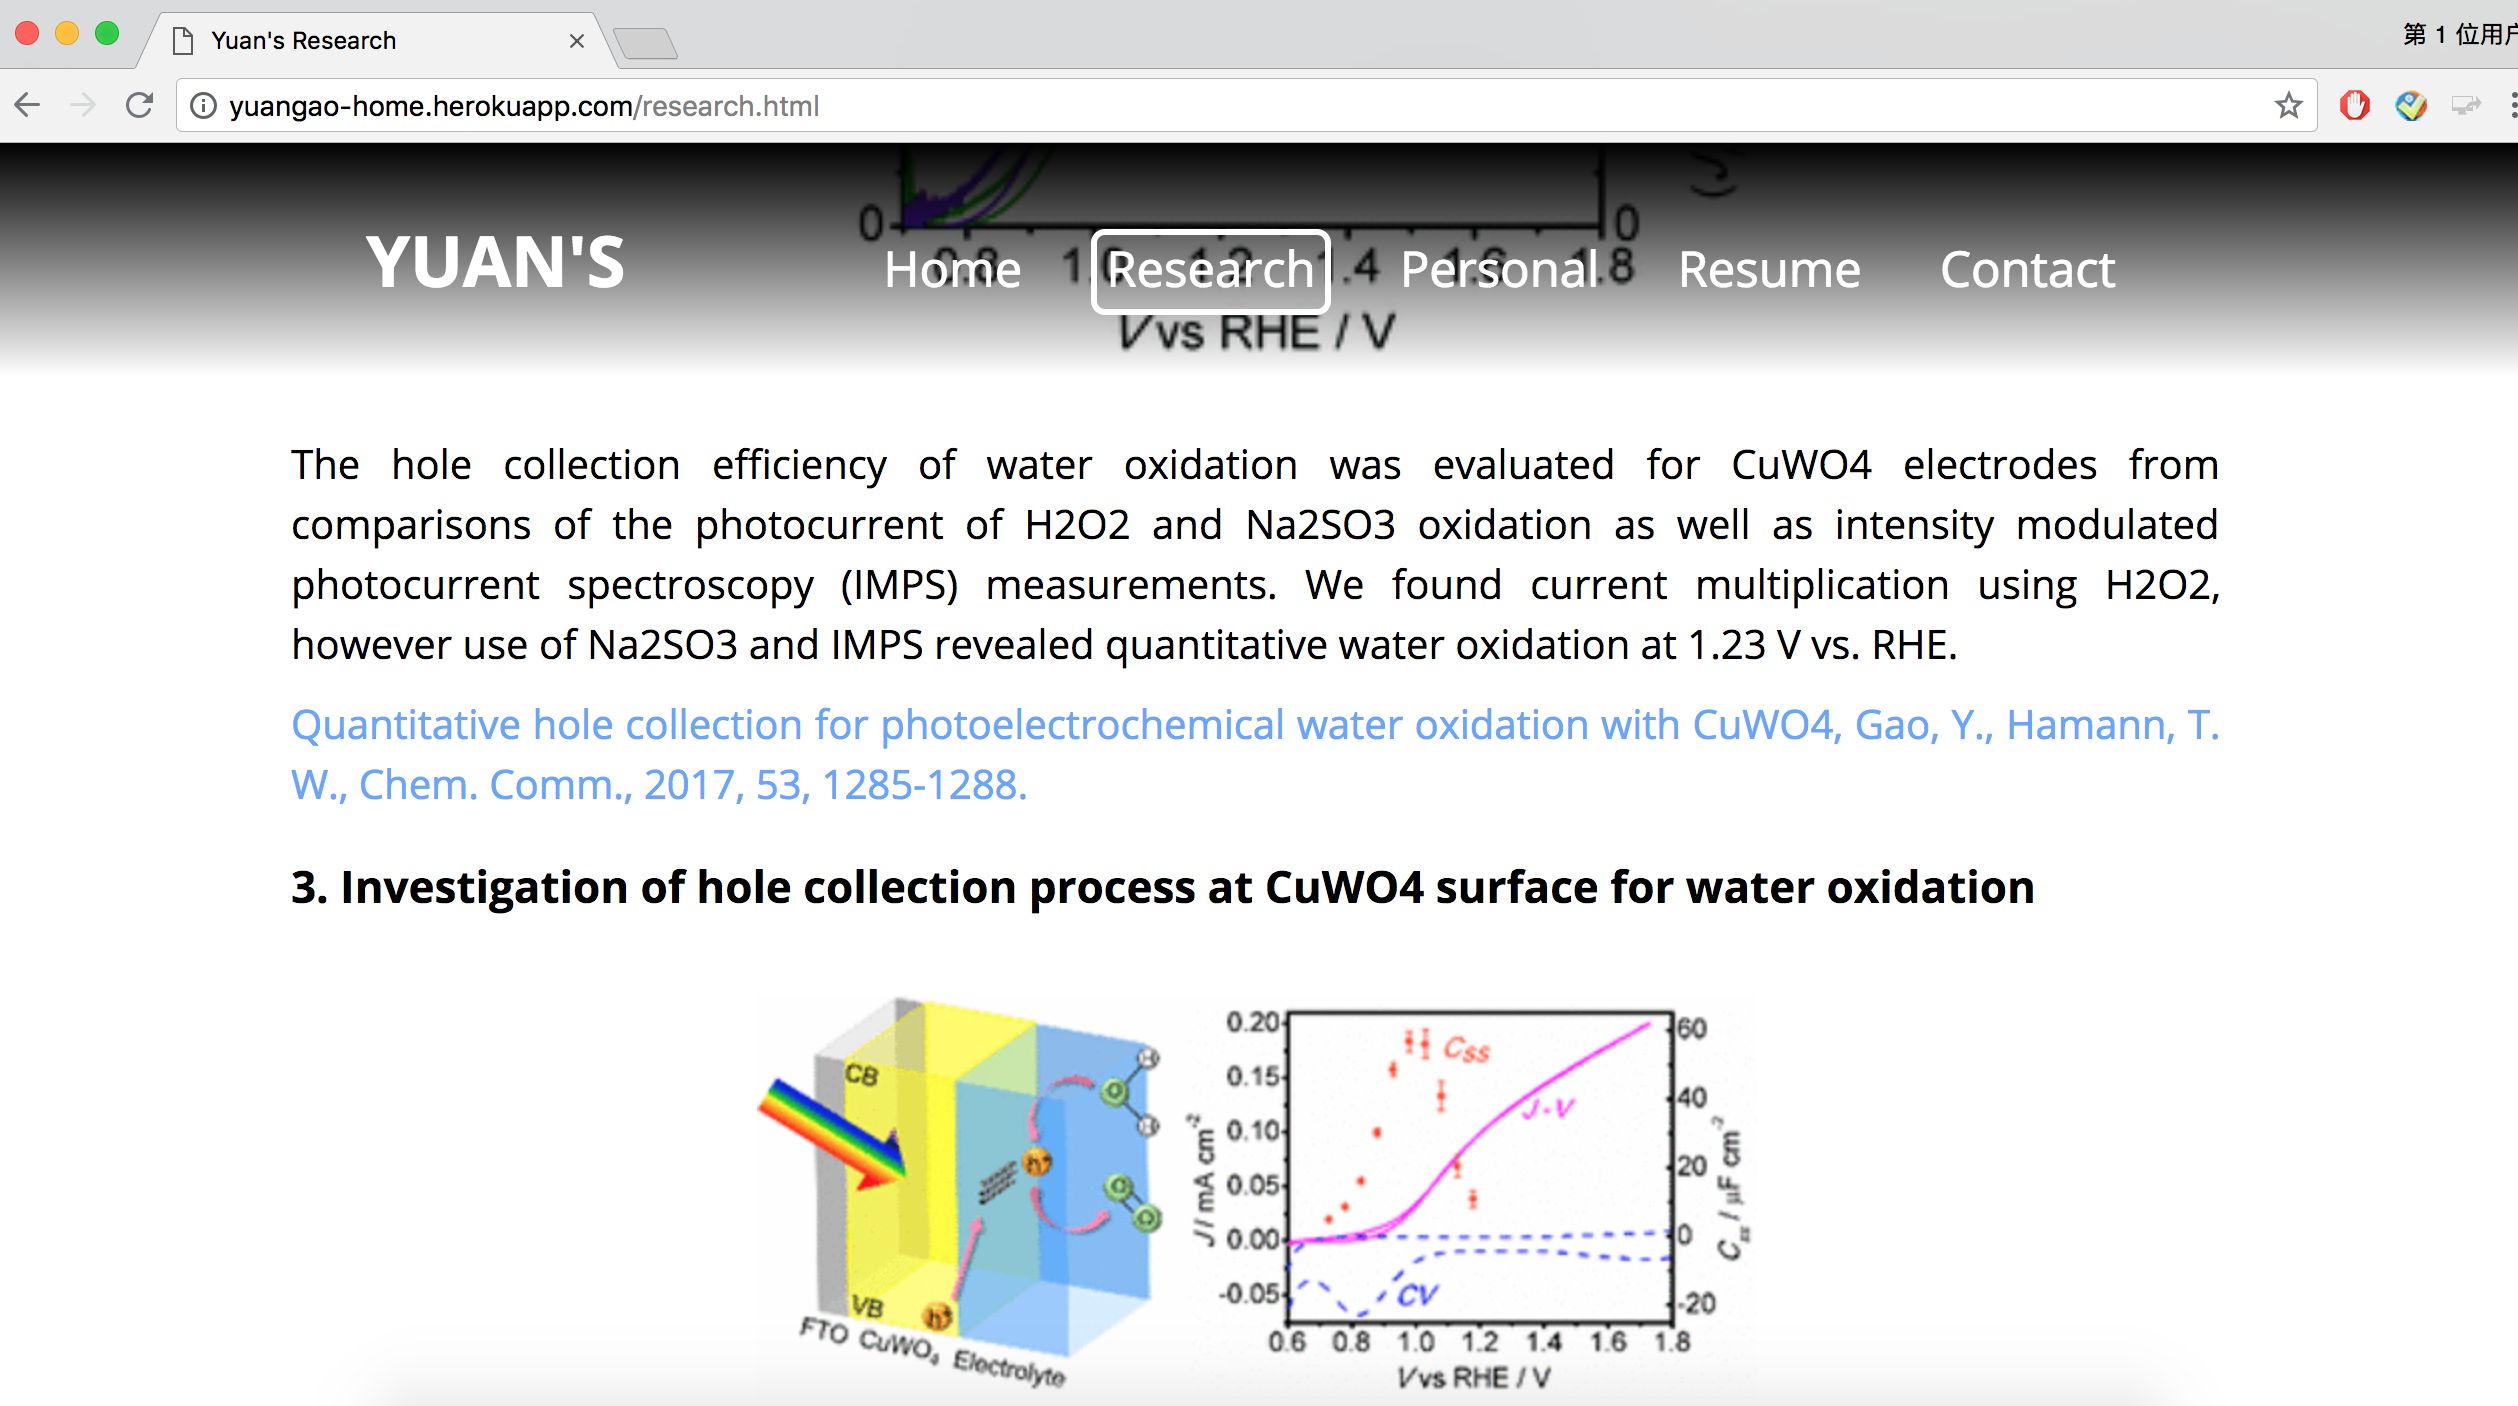 Yuan's Research
第 1 位用户
yuangao-home.herokuapp.com/research.html
0 0
0.8 1.0 1.2 1.4 1.6 1.8
YUAN'S Home Research Personal Resume Contact
V vs RHE / V
The hole collection efficiency of water oxidation was evaluated for CuWO4 electrodes from
comparisons of the photocurrent of H2O2 and Na2SO3 oxidation as well as intensity modulated
photocurrent spectroscopy (IMPS) measurements. We found current multiplication using H2O2,
however use of Na2SO3 and IMPS revealed quantitative water oxidation at 1.23 V vs. RHE.
Quantitative hole collection for photoelectrochemical water oxidation with CuWO4, Gao, Y., Hamann, T.
W., Chem. Comm., 2017, 53, 1285-1288.
3. Investigation of hole collection process at CuWO4 surface for water oxidation
CB
VB
h+
h+
H
O
H
O
O
FTO CuWO₄ Electrolyte
J / mA cm⁻²
0.20
0.15
0.10
0.05
0.00
-0.05
Css
J-V
CV
60
40
20
0
-20
C ss / µF cm⁻²
0.6 0.8 1.0 1.2 1.4 1.6 1.8
V vs RHE / V